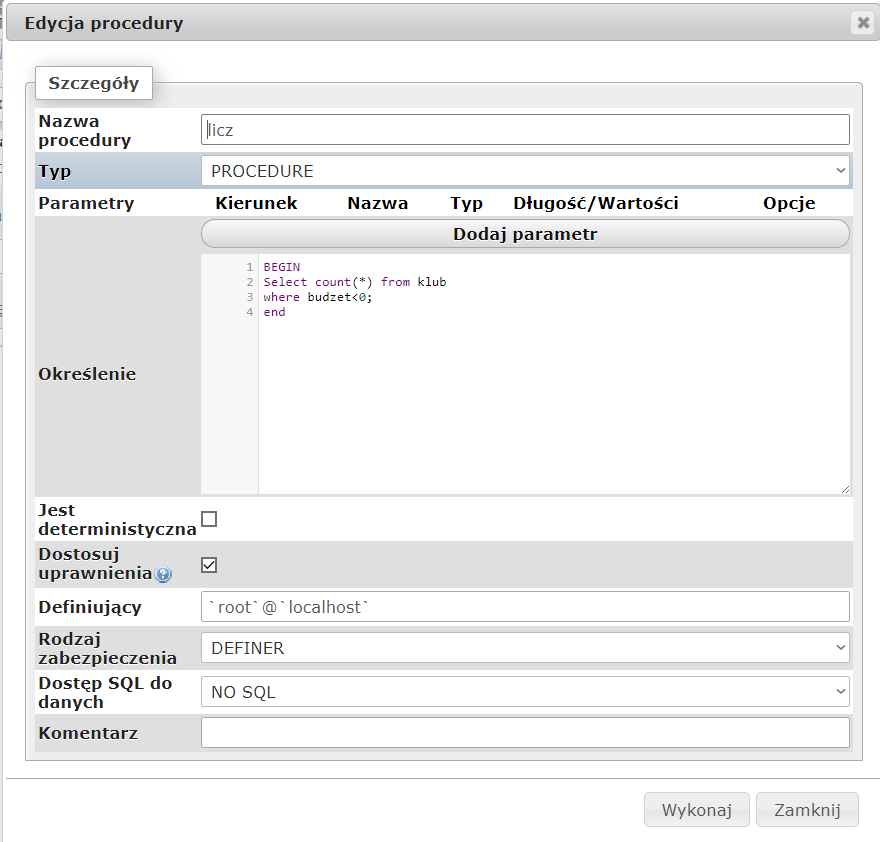 Edycja procedury
Szczegóły
Nazwa
procedury
licz
Typ
PROCEDURE
Parametry
Kierunek Nazwa Typ Długość/Wartości Opcje
Dodaj parametr
Określenie
1 BEGIN
2 Select count(*) from klub
3 where budzet<0;
4 end
Jest
deterministyczna
Dostosuj
uprawnienia
Definiujący
`root`@`localhost`
Rodzaj
zabezpieczenia
DEFINER
Dostęp SQL do
danych
NO SQL
Komentarz
Wykonaj Zamknij